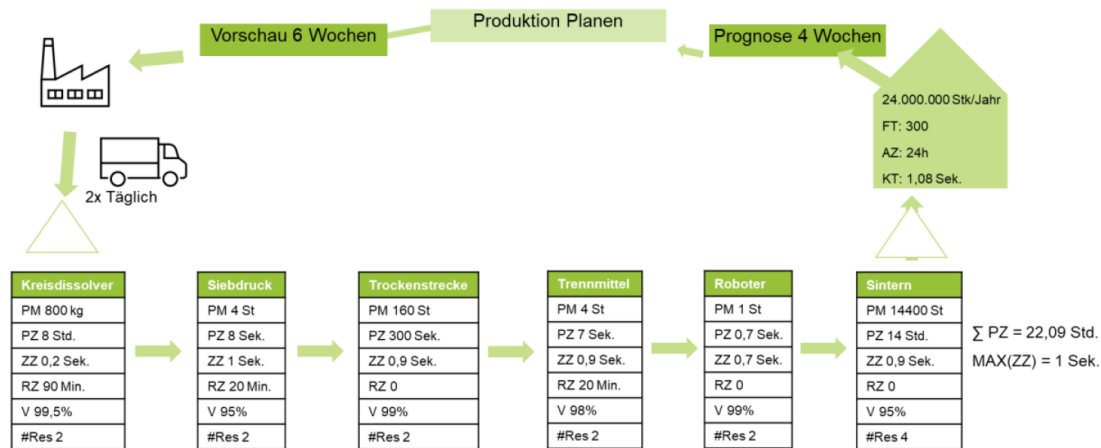 Produktion Planen
Vorschau 6 Wochen
Prognose 4 Wochen
24.000.000 Stk/Jahr
FT: 300
AZ: 24h
KT: 1,08 Sek.
2x Täglich
Kreisdissolver
PM 800 kg
PZ 8 Std.
ZZ 0,2 Sek.
RZ 90 Min.
V 99,5%
#Res 2
Siebdruck
PM 4 St
PZ 8 Sek.
ZZ 1 Sek.
RZ 20 Min.
V 95%
#Res 2
Trockenstrecke
PM 160 St
PZ 300 Sek.
ZZ 0,9 Sek.
RZ 0
V 99%
#Res 2
Trennmittel
PM 4 St
PZ 7 Sek.
ZZ 0,9 Sek.
RZ 20 Min.
V 98%
#Res 2
Roboter
PM 1 St
PZ 0,7 Sek.
ZZ 0,7 Sek.
RZ 0
V 99%
#Res 2
Sintern
PM 14400 St
PZ 14 Std.
ZZ 0,9 Sek.
RZ 0
V 95%
#Res 4
∑ PZ = 22,09 Std.
MAX(ZZ) = 1 Sek.